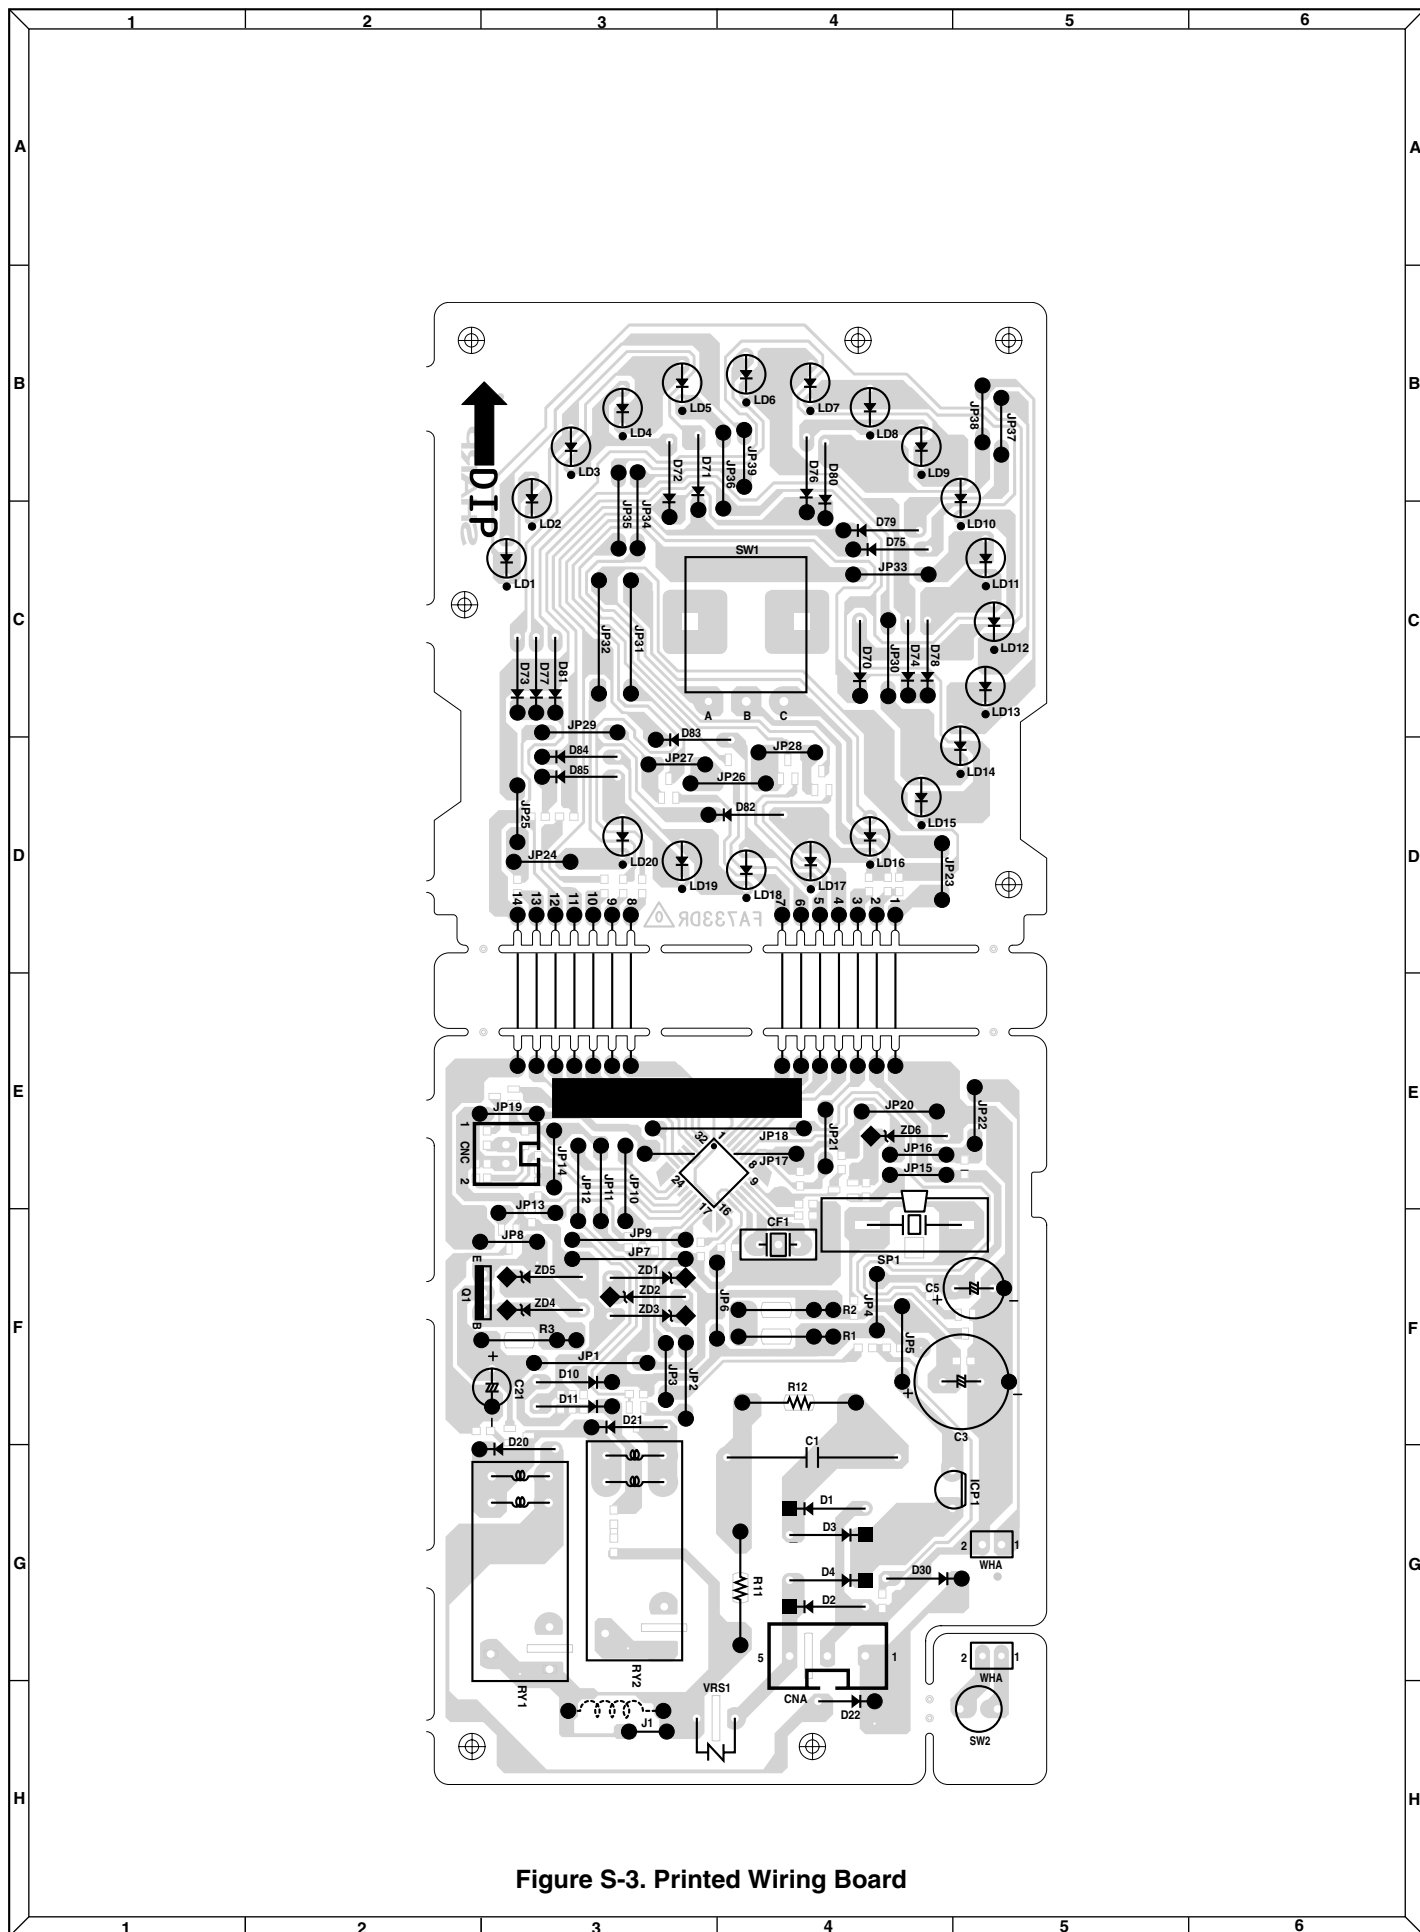 1 2 3 4 5 6
A A
B B
C C
D D
E E
F F
G G
H H
LD5 LD6 LD7
LD4 LD8
JP38 JP37
LD3 LD9
D72 D71 JP36 JP39 D76 D80
DIP
SHARP
LD2 JP35 JP34 LD10
D79
D75
SW1
JP33
LD1 LD11
JP32 JP31 D70 JP30 D74 D78
LD12
D73 D77 D81
LD13
A B C
JP29 D83 JP28
D84 JP27
D85 JP26
LD14
JP25 D82 LD15
JP24 LD20 LD19 LD18 LD17 LD16 JP23
14 13 12 11 10 9 8 7 6 5 4 3 2 1
0 FA733DR
JP19 JP20 JP22
1 CNC 2
JP14 JP12 JP11 JP10
32 1 JP18 JP21 ZD6
JP17 8 9 JP16
24 17 16 JP15
JP13 CF1
JP8 JP9
JP7 SP1
E Q1 B
ZD5 ZD1 C5 + −
ZD2 JP6 JP4
ZD4 ZD3 R2
R3 R1 JP5
JP1 JP3 JP2
+ C21 −
D10 R12 + −
D11
D21 C3
D20 C1
ICP1
D1
D3
2 1
WHA
D4 D30
R11
D2
5 1
RY1 RY2 2 1
WHA
VRS1 CNA
J1 D22
SW2
Figure S-3. Printed Wiring Board
1 2 3 4 5 6